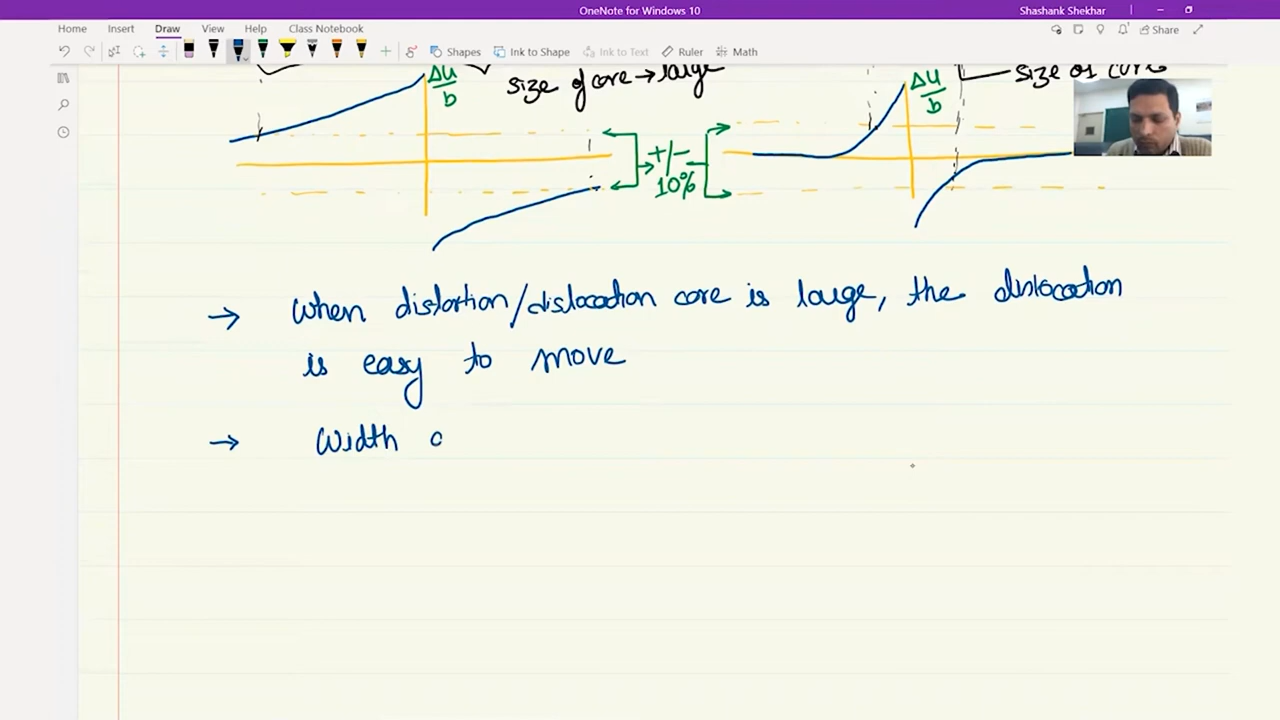 OneNote for Windows 10
Shashank Shekhar
Home Insert Draw View Help Class Notebook
Share
Shapes Ink to Shape Ink to Text Ruler Math
size of core → large
size of core
Δu/b
Δu/b
+/-
10%
→ When distortion/dislocation core is large, the dislocation
is easy to move
→ Width o